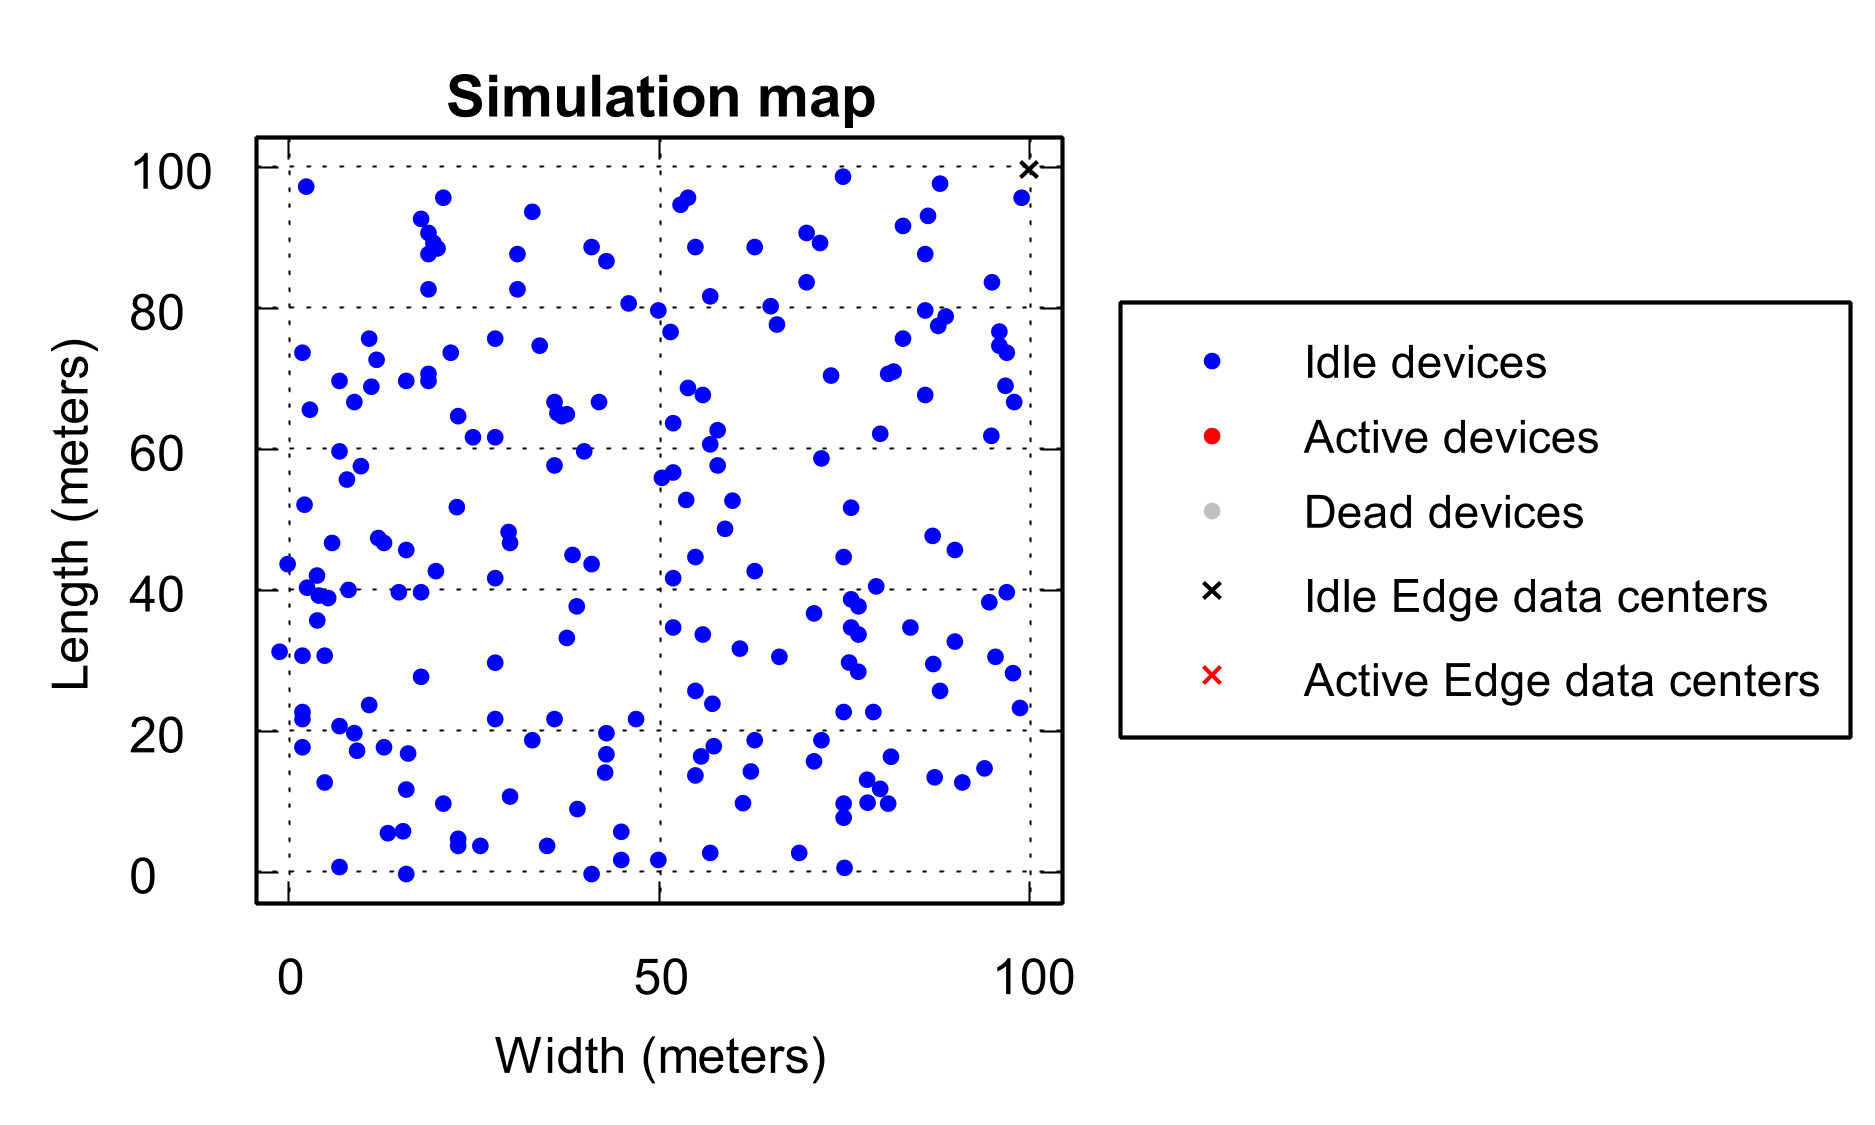 Simulation map
100
80
60
40
20
0
Length (meters)
0 50 100
Width (meters)
Idle devices
Active devices
Dead devices
Idle Edge data centers
Active Edge data centers